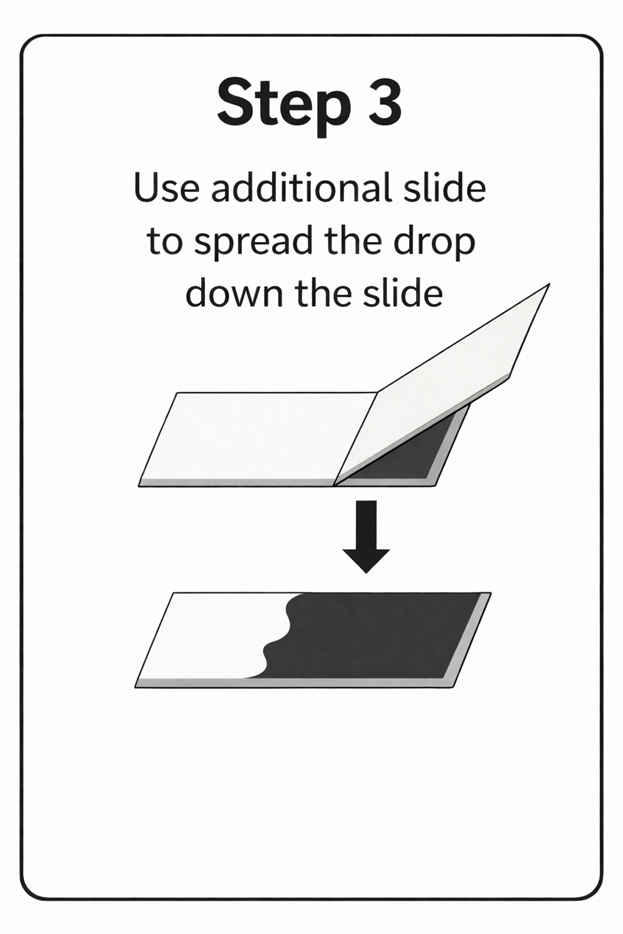 Step 3
Use additional slide
to spread the drop
down the slide